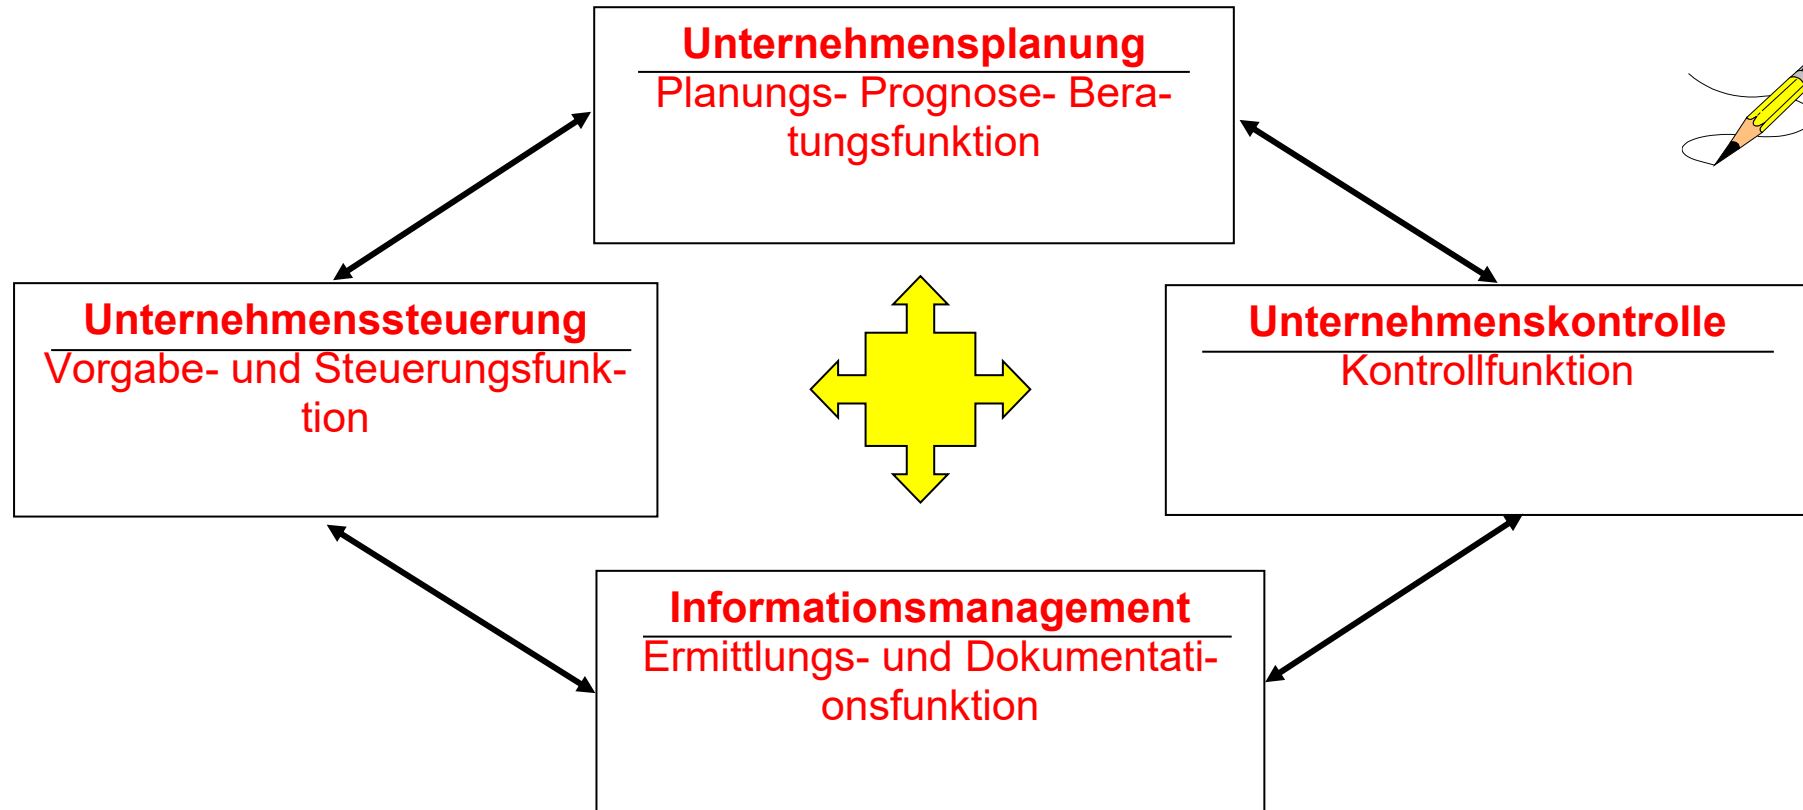 Unternehmensplanung
Planungs- Prognose- Bera-
tungsfunktion
Unternehmenssteuerung
Vorgabe- und Steuerungsfunk-
tion
Unternehmenskontrolle
Kontrollfunktion
Informationsmanagement
Ermittlungs- und Dokumentati-
onsfunktion